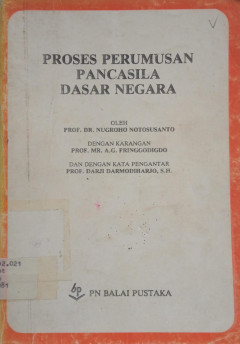 V
PROSES PERUMUSAN
PANCASILA
DASAR NEGARA
OLEH
PROF. DR. NUGROHO NOTOSUSANTO
DENGAN KARANGAN
PROF. MR. A.G. PRINGGODIGDO
DAN DENGAN KATA PENGANTAR
PROF. DARJI DARMODIHARJO, S.H.
PN BALAI PUSTAKA